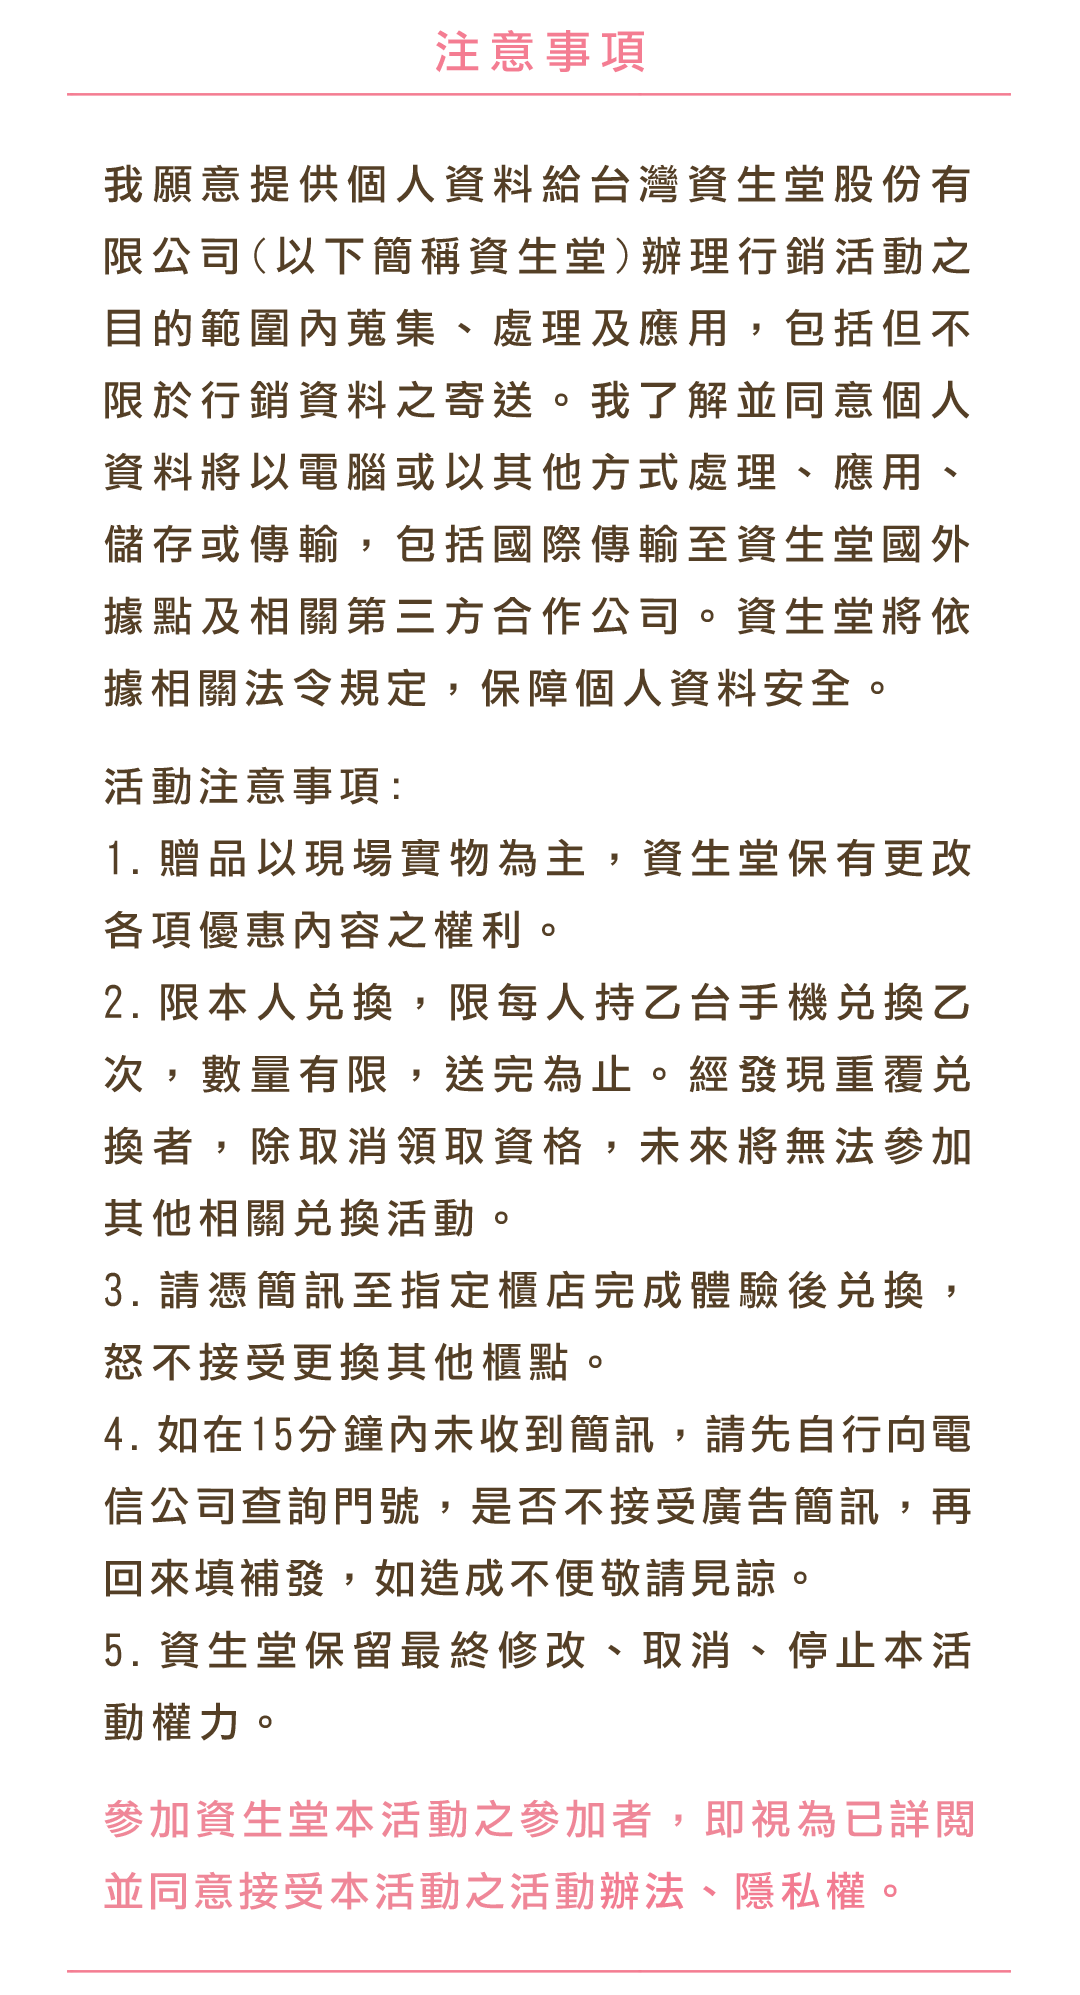 注意事項
我願意提供個人資料給台灣資生堂股份有
限公司(以下簡稱資生堂)辦理行銷活動之
目的範圍內蒐集、處理及應用，包括但不
限於行銷資料之寄送。我了解並同意個人
資料將以電腦或以其他方式處理、應用、
儲存或傳輸，包括國際傳輸至資生堂國外
據點及相關第三方合作公司。資生堂將依
據相關法令規定，保障個人資料安全。
活動注意事項:
1. 贈品以現場實物為主，資生堂保有更改
各項優惠內容之權利。
2. 限本人兌換，限每人持乙台手機兌換乙
次，數量有限，送完為止。經發現重覆兌
換者，除取消領取資格，未來將無法參加
其他相關兌換活動。
3. 請憑簡訊至指定櫃店完成體驗後兌換，
怒不接受更換其他櫃點。
4. 如在15分鐘內未收到簡訊，請先自行向電
信公司查詢門號，是否不接受廣告簡訊，再
回來填補發，如造成不便敬請見諒。
5. 資生堂保留最終修改、取消、停止本活
動權力。
參加資生堂本活動之參加者，即視為已詳閱
並同意接受本活動之活動辦法、隱私權。